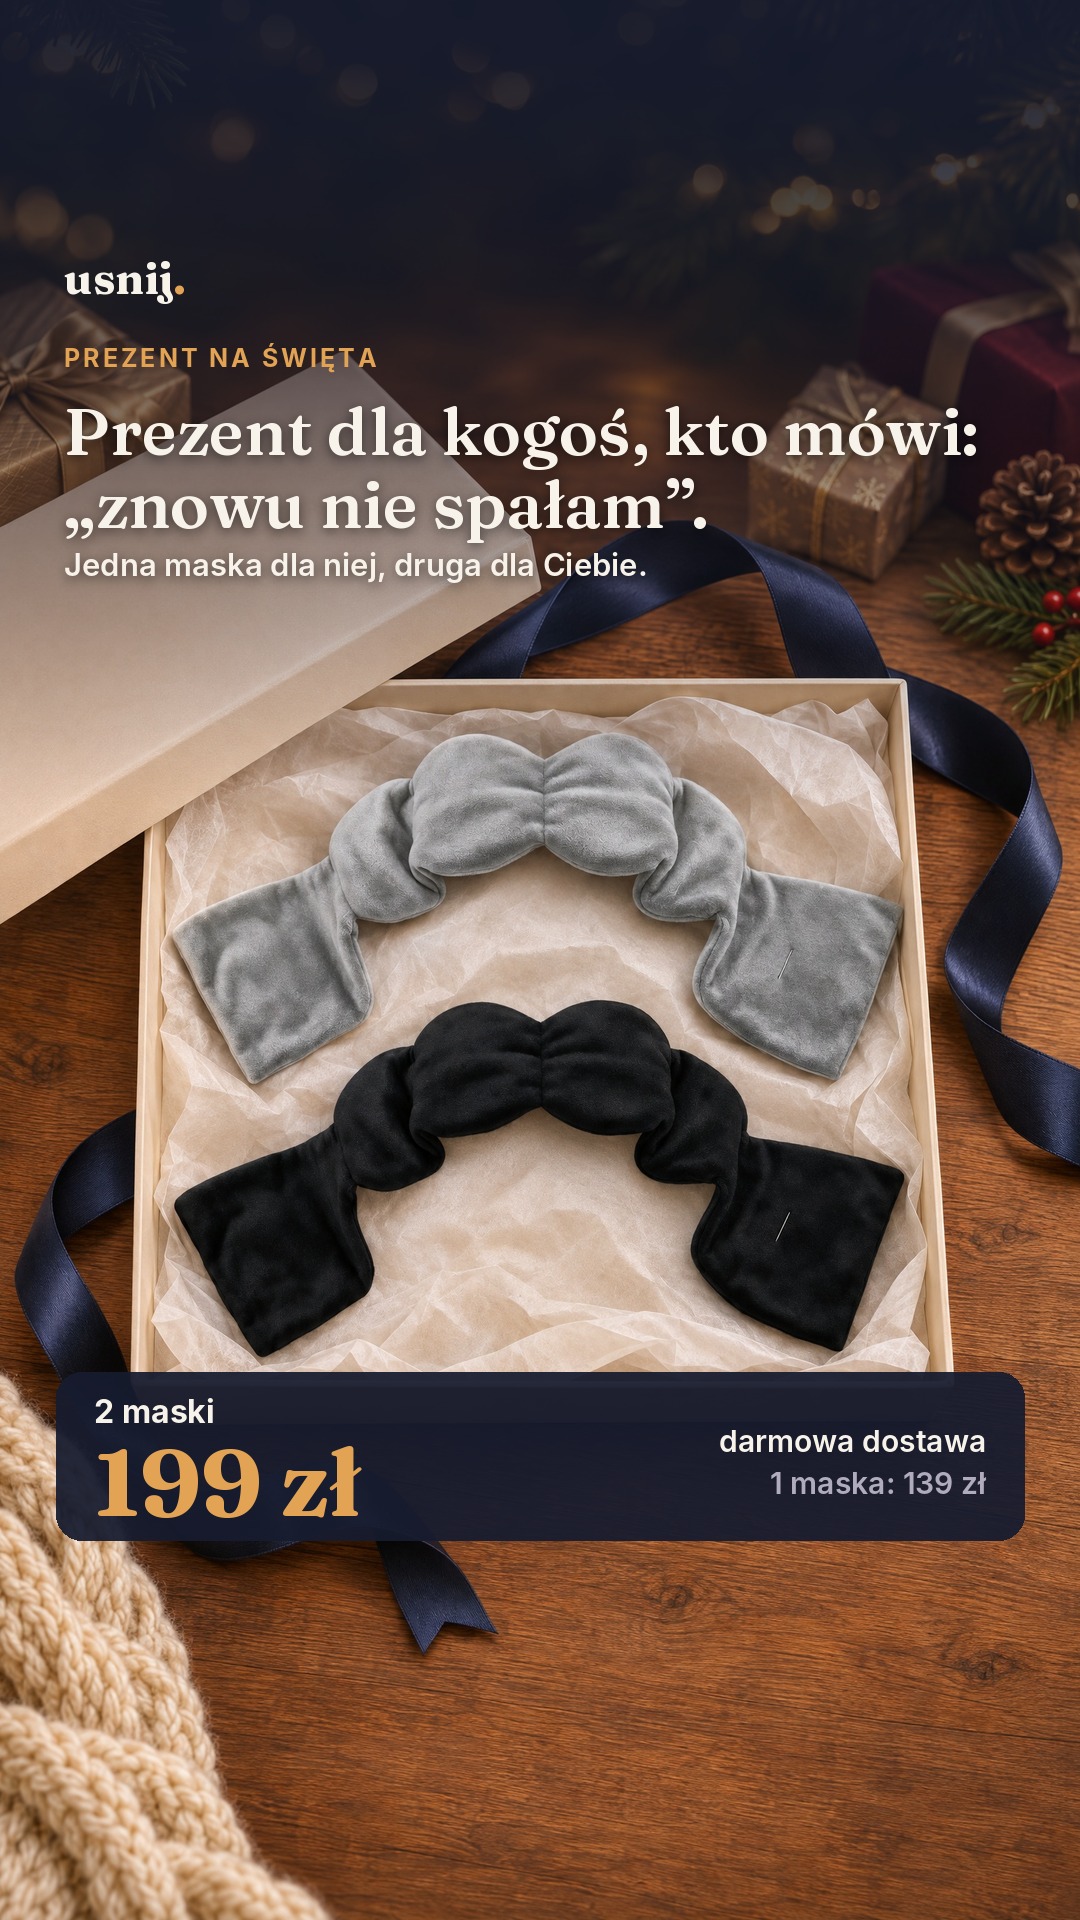 usnij.
PREZENT NA ŚWIĘTA
Prezent dla kogoś, kto mówi:
„znowu nie spałam”.
Jedna maska dla niej, druga dla Ciebie.
2 maski
199 zł
darmowa dostawa
1 maska: 139 zł